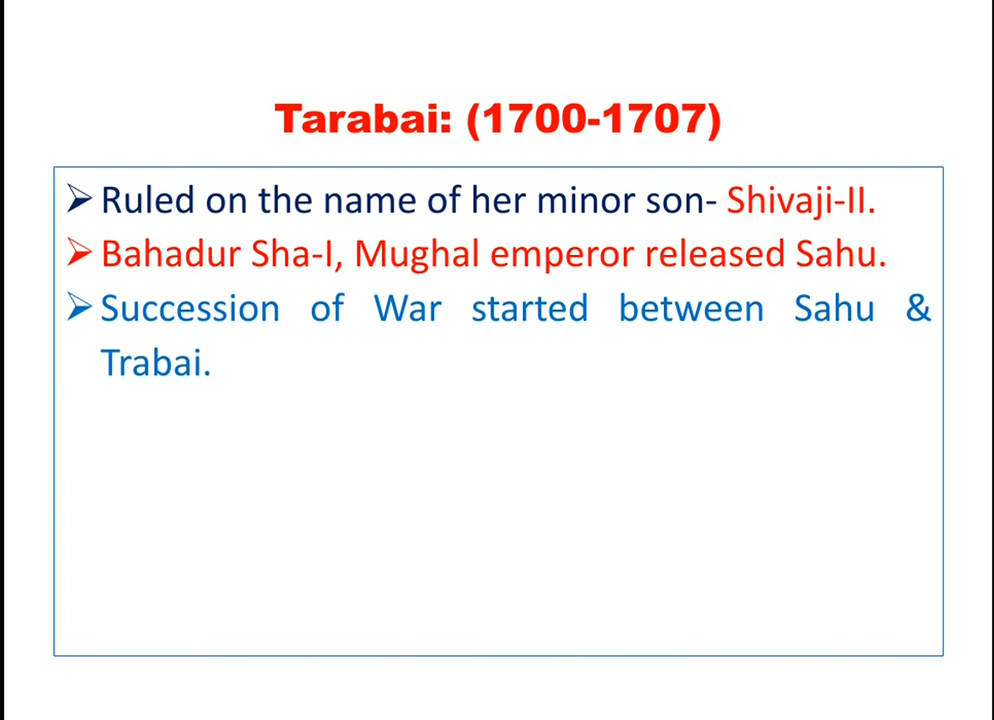 Tarabai: (1700-1707)
➢ Ruled on the name of her minor son- Shivaji-II.
➢ Bahadur Sha-I, Mughal emperor released Sahu.
➢ Succession of War started between Sahu &
Trabai.